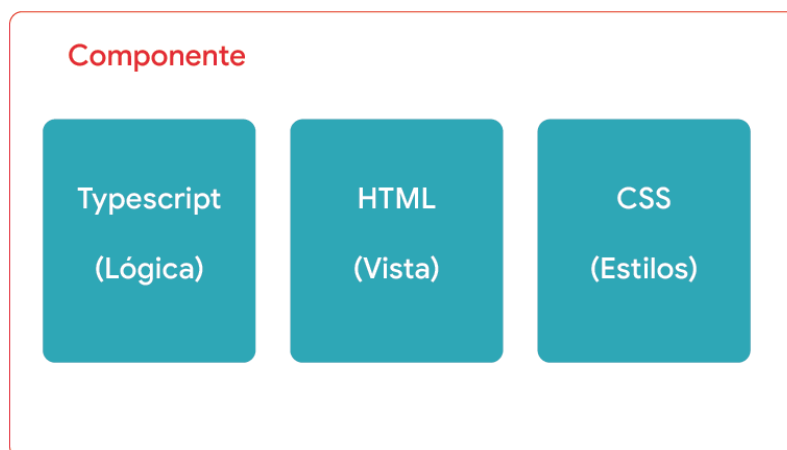 Componente
Typescript
(Lógica)
HTML
(Vista)
CSS
(Estilos)